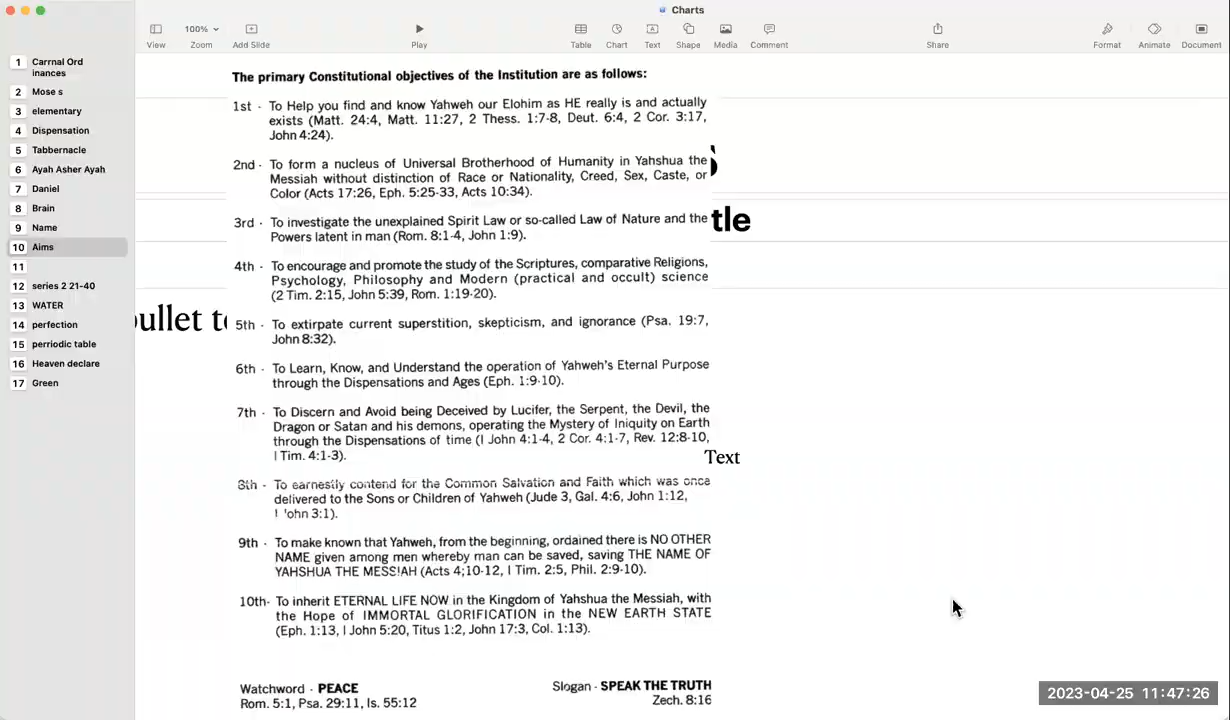 Charts
100%
View
Zoom
Add Slide
Play
Table
Chart
Text
Shape
Media
Comment
Share
Format
Animate
Document
1 Carrnal Ord
inances
2 Mose s
3 elementary
4 Dispensation
5 Tabbernacle
6 Ayah Asher Ayah
7 Daniel
8 Brain
9 Name
10 Aims
11
12 series 2 21-40
13 WATER
14 perfection
15 perriodic table
16 Heaven declare
17 Green
The primary Constitutional objectives of the Institution are as follows:
1st - To Help you find and know Yahweh our Elohim as HE really is and actually
exists (Matt. 24:4, Matt. 11:27, 2 Thess. 1:7-8, Deut. 6:4, 2 Cor. 3:17,
John 4:24).
2nd - To form a nucleus of Universal Brotherhood of Humanity in Yahshua the
Messiah without distinction of Race or Nationality, Creed, Sex, Caste, or
Color (Acts 17:26, Eph. 5:25-33, Acts 10:34).
3rd - To investigate the unexplained Spirit Law or so-called Law of Nature and the
Powers latent in man (Rom. 8:1-4, John 1:9).
tle
4th - To encourage and promote the study of the Scriptures, comparative Religions,
Psychology, Philosophy and Modern (practical and occult) science
(2 Tim. 2:15, John 5:39, Rom. 1:19-20).
ullet t
5th - To extirpate current superstition, skepticism, and ignorance (Psa. 19:7,
John 8:32).
6th - To Learn, Know, and Understand the operation of Yahweh's Eternal Purpose
through the Dispensations and Ages (Eph. 1:9-10).
7th - To Discern and Avoid being Deceived by Lucifer, the Serpent, the Devil, the
Dragon or Satan and his demons, operating the Mystery of Iniquity on Earth
through the Dispensations of time (I John 4:1-4, 2 Cor. 4:1-7, Rev. 12:8-10,
I Tim. 4:1-3).
Text
8th - To earnestly contend for the Common Salvation and Faith which was once
delivered to the Sons or Children of Yahweh (Jude 3, Gal. 4:6, John 1:12,
I 'ohn 3:1).
9th - To make known that Yahweh, from the beginning, ordained there is NO OTHER
NAME given among men whereby man can be saved, saving THE NAME OF
YAHSHUA THE MESSIAH (Acts 4;10-12, I Tim. 2:5, Phil. 2:9-10).
10th- To inherit ETERNAL LIFE NOW in the Kingdom of Yahshua the Messiah, with
the Hope of IMMORTAL GLORIFICATION in the NEW EARTH STATE
(Eph. 1:13, I John 5:20, Titus 1:2, John 17:3, Col. 1:13).
Watchword - PEACE
Rom. 5:1, Psa. 29:11, Is. 55:12
Slogan - SPEAK THE TRUTH
Zech. 8:16
2023-04-25 11:47:26